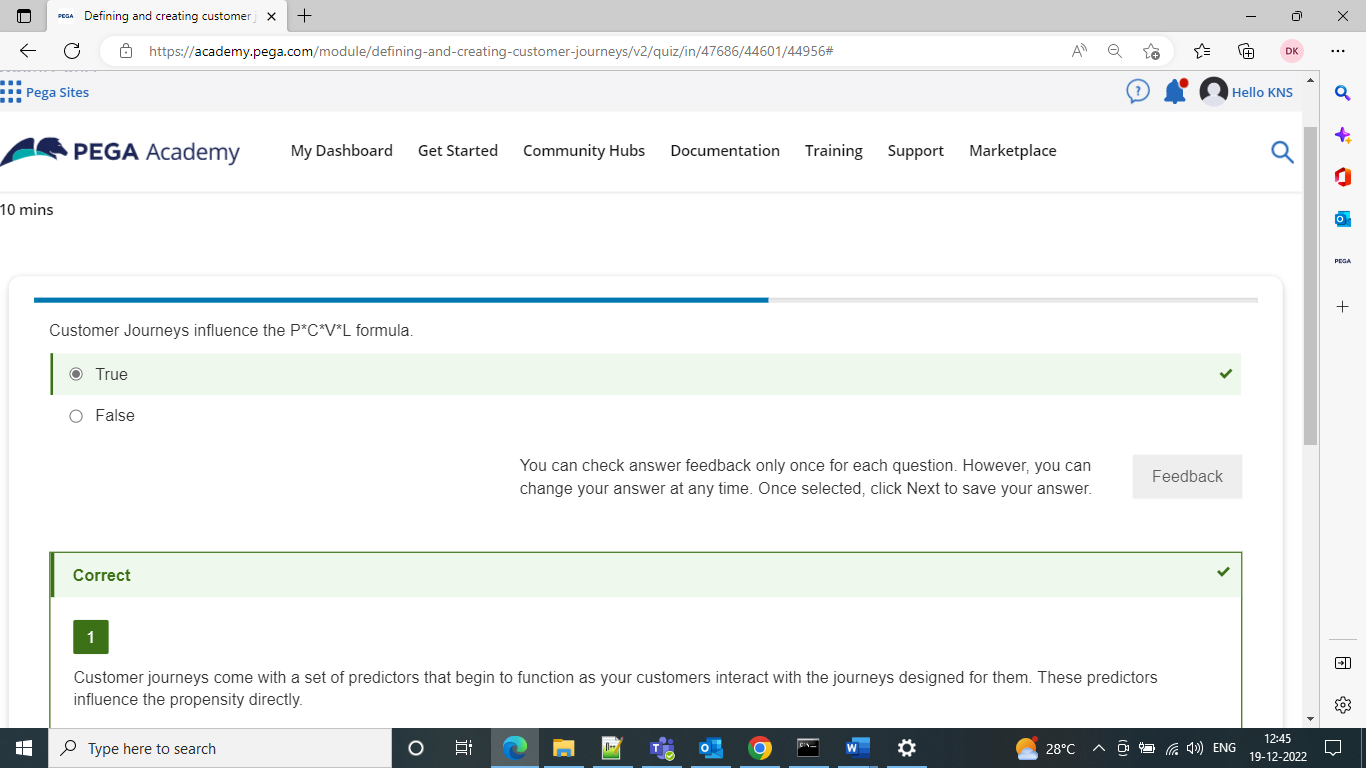 PEGA Defining and creating customer j
https://academy.pega.com/module/defining-and-creating-customer-journeys/v2/quiz/in/47686/44601/44956#
DK
Pega Sites
Hello KNS
PEGA Academy
My Dashboard Get Started Community Hubs Documentation Training Support Marketplace
PEGA
10 mins
Customer Journeys influence the P*C*V*L formula.
True
False
You can check answer feedback only once for each question. However, you can
change your answer at any time. Once selected, click Next to save your answer.
Feedback
Correct
1
Customer journeys come with a set of predictors that begin to function as your customers interact with the journeys designed for them. These predictors
influence the propensity directly.
Type here to search
28°C
ENG
12:45
19-12-2022